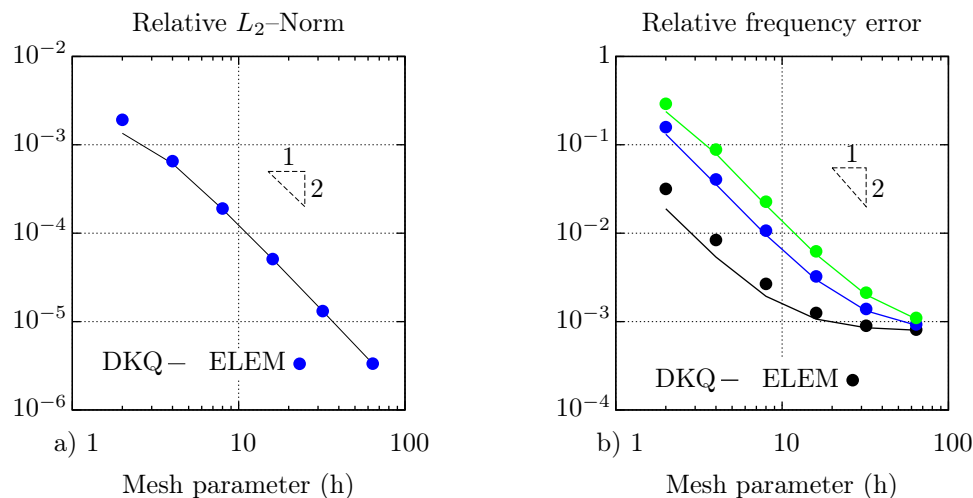 Relative L₂–Norm
10⁻²
10⁻³
10⁻⁴
10⁻⁵
10⁻⁶
1
2
DKQ – ELEM
a) 1 10 100
Mesh parameter (h)
Relative frequency error
1
10⁻¹
10⁻²
10⁻³
10⁻⁴
1
2
DKQ – ELEM
b) 1 10 100
Mesh parameter (h)